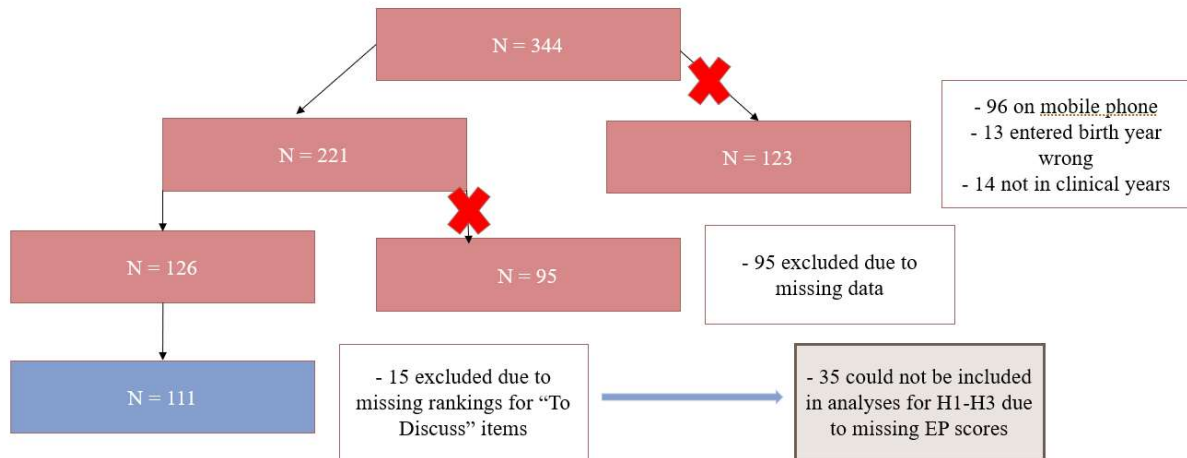 N = 344
- 96 on mobile phone
- 13 entered birth year
wrong
- 14 not in clinical years
N = 221
N = 123
N = 126
N = 95
- 95 excluded due to
missing data
N = 111
- 15 excluded due to
missing rankings for “To
Discuss” items
- 35 could not be included
in analyses for H1-H3 due
to missing EP scores